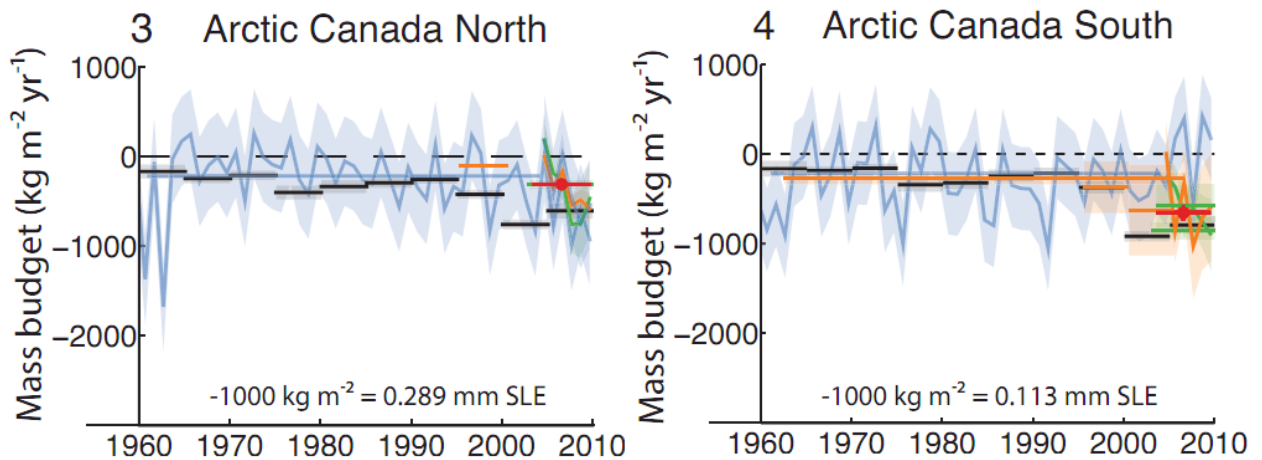 3 Arctic Canada North
Mass budget (kg m⁻² yr⁻¹)
1000
0
−1000
−2000
-1000 kg m⁻² = 0.289 mm SLE
1960 1970 1980 1990 2000 2010
4 Arctic Canada South
Mass budget (kg m⁻² yr⁻¹)
1000
0
−1000
−2000
-1000 kg m⁻² = 0.113 mm SLE
1960 1970 1980 1990 2000 2010